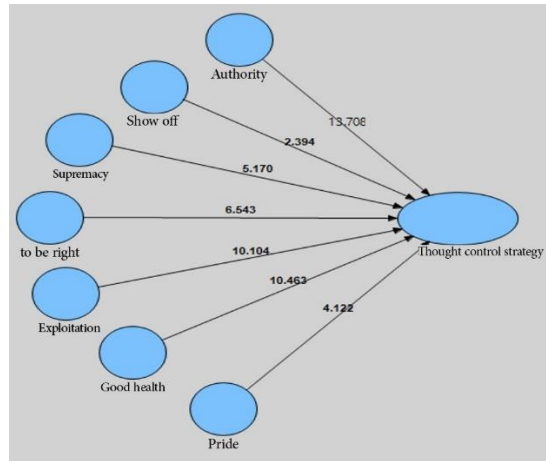 Authority
13.708
Show off
2.394
Supremacy
5.170
6.543
to be right
Thought control strategy
10.104
Exploitation
10.463
Good health
4.122
Pride